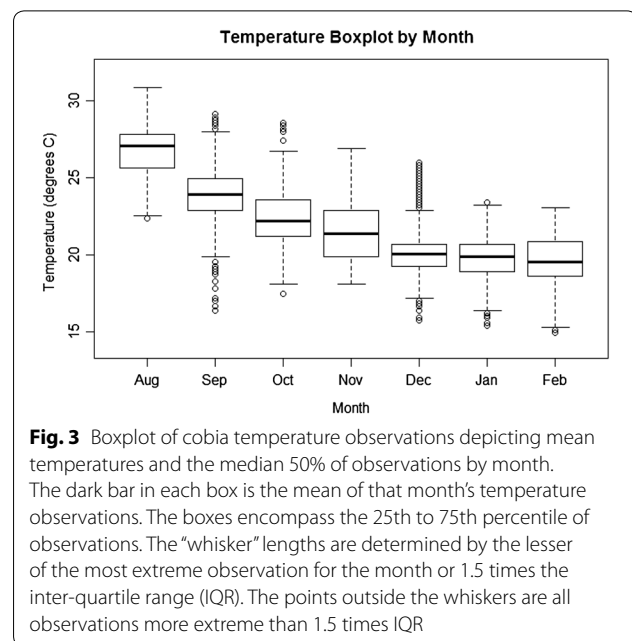 Temperature Boxplot by Month
Temperature (degrees C)
30
25
20
15
Aug Sep Oct Nov Dec Jan Feb
Month
Fig. 3 Boxplot of cobia temperature observations depicting mean
temperatures and the median 50% of observations by month.
The dark bar in each box is the mean of that month's temperature
observations. The boxes encompass the 25th to 75th percentile of
observations. The “whisker” lengths are determined by the lesser
of the most extreme observation for the month or 1.5 times the
inter-quartile range (IQR). The points outside the whiskers are all
observations more extreme than 1.5 times IQR